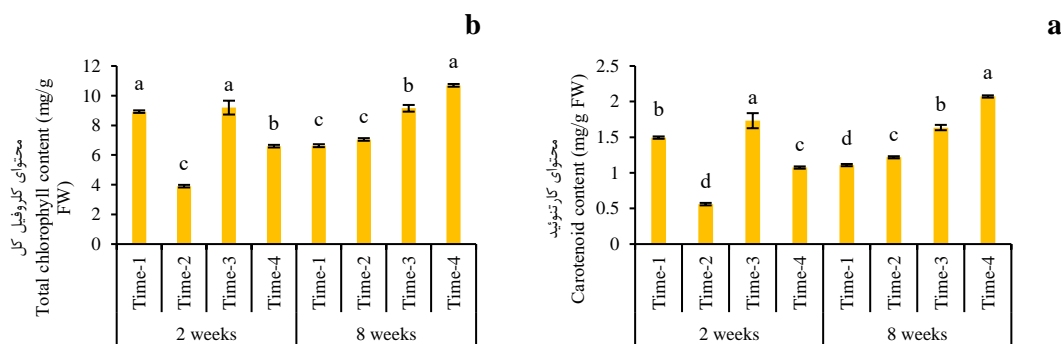 b
محتوای کلروفیل کل
Total chlorophyll content (mg/g
FW)
12
10
8
6
4
2
0
a
c
a
b
c
c
b
a
Time-1
Time-2
Time-3
Time-4
Time-1
Time-2
Time-3
Time-4
2 weeks
8 weeks
a
محتوای کارتنوئید
Carotenoid content (mg/g FW)
2.5
2
1.5
1
0.5
0
b
d
a
c
d
c
b
a
Time-1
Time-2
Time-3
Time-4
Time-1
Time-2
Time-3
Time-4
2 weeks
8 weeks